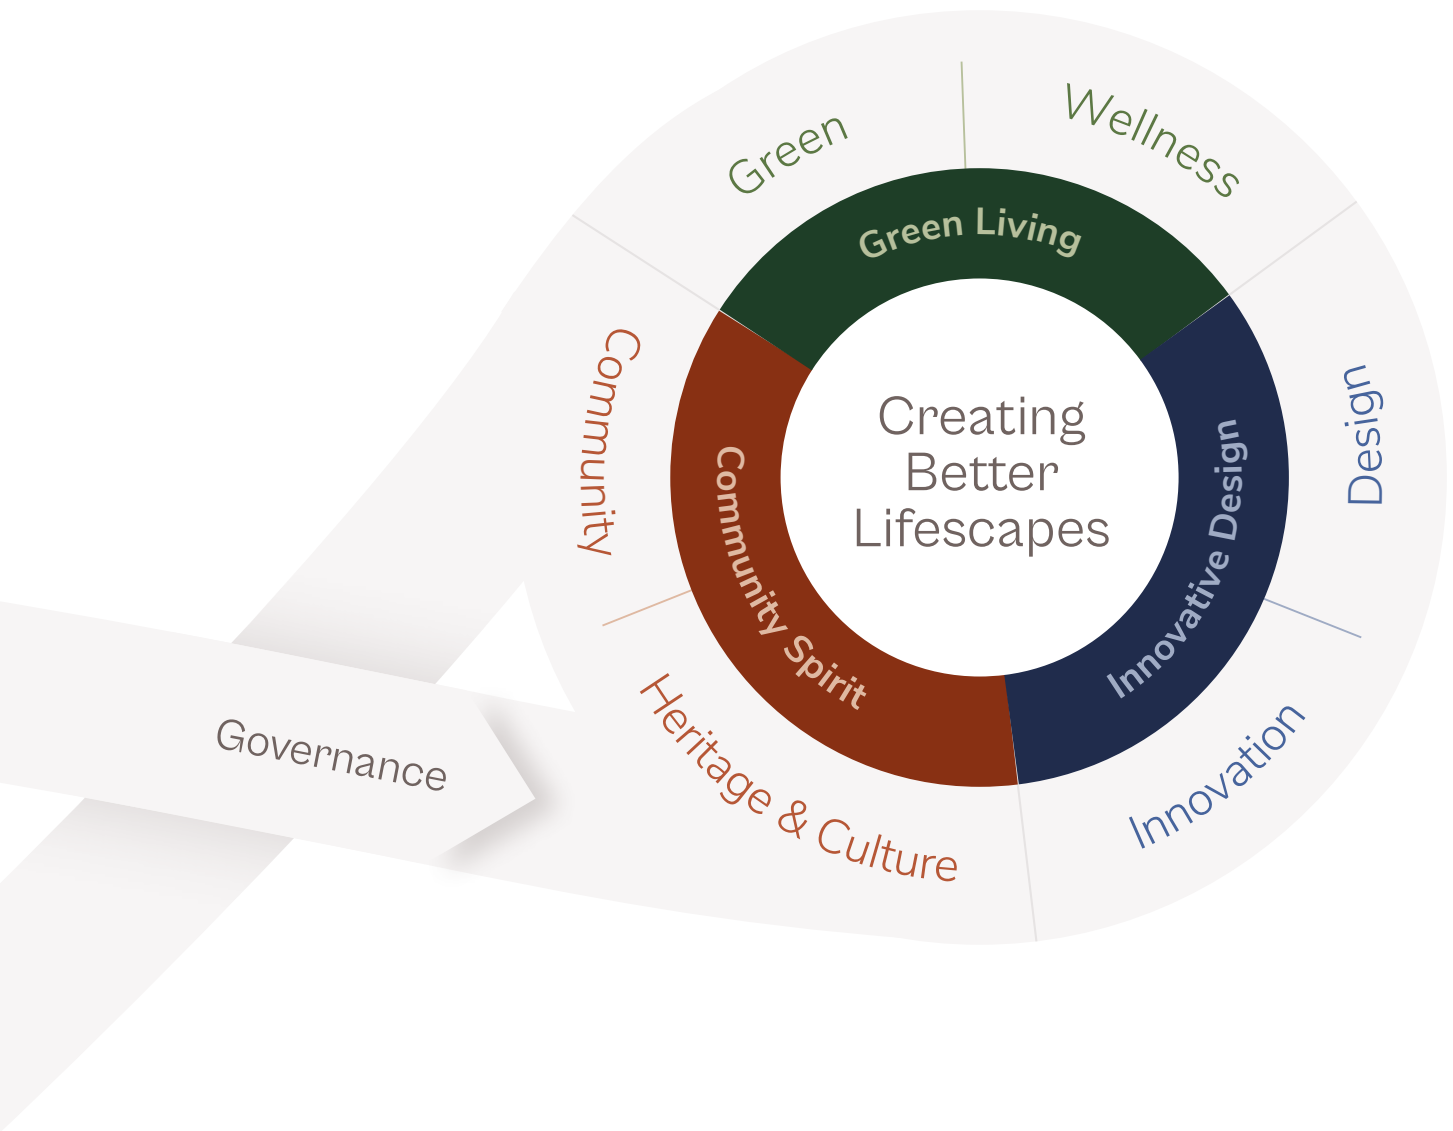 Green
Wellness
Green Living
Community
Design
Creating
Better
Lifescapes
Community Spirit
Innovative Design
Heritage & Culture
Innovation
Governance